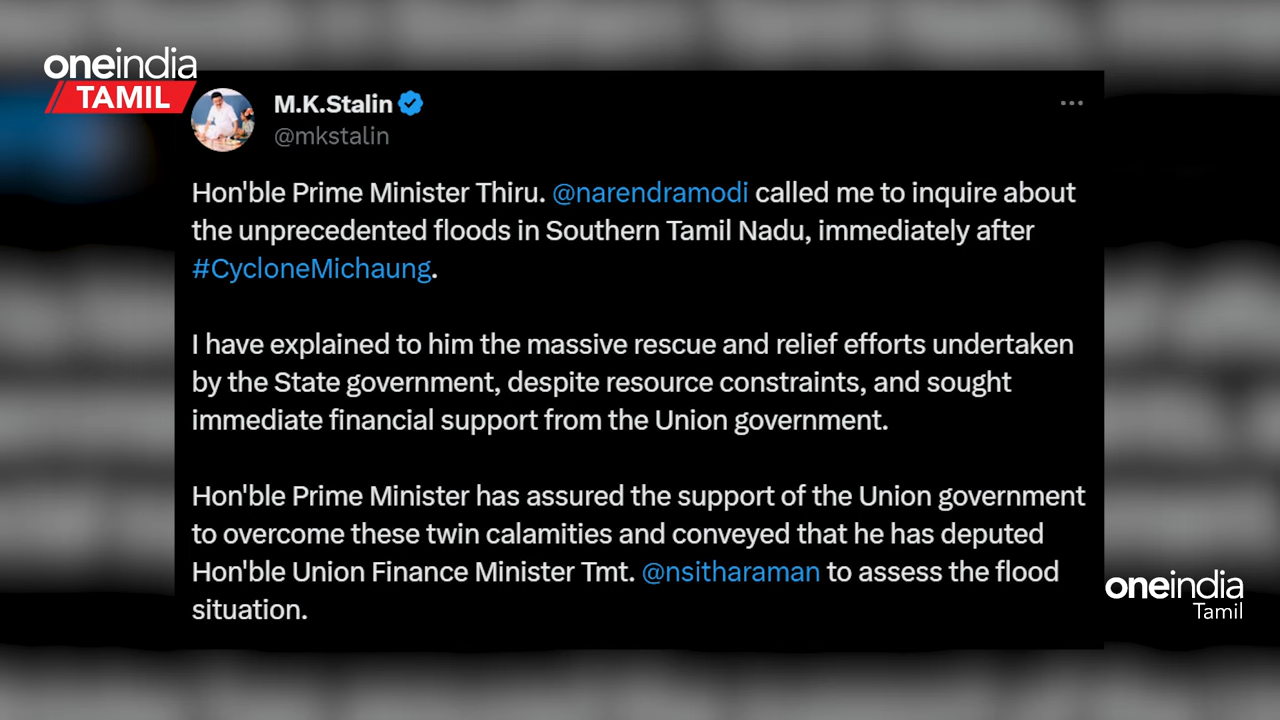 oneindia
TAMIL
M.K.Stalin
@mkstalin
Hon'ble Prime Minister Thiru. @narendramodi called me to inquire about
the unprecedented floods in Southern Tamil Nadu, immediately after
#CycloneMichaung.
I have explained to him the massive rescue and relief efforts undertaken
by the State government, despite resource constraints, and sought
immediate financial support from the Union government.
Hon'ble Prime Minister has assured the support of the Union government
to overcome these twin calamities and conveyed that he has deputed
Hon'ble Union Finance Minister Tmt. @nsitharaman to assess the flood
situation.
oneindia
Tamil